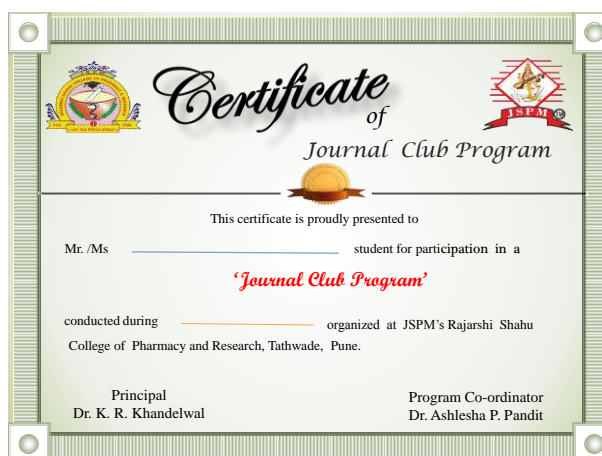 Certificate
of
Journal Club Program
JSPM
This certificate is proudly presented to
Mr. /Ms student for participation in a
‘Journal Club Program’
conducted during organized at JSPM's Rajarshi Shahu
College of Pharmacy and Research, Tathwade, Pune.
Principal
Dr. K. R. Khandelwal
Program Co-ordinator
Dr. Ashlesha P. Pandit